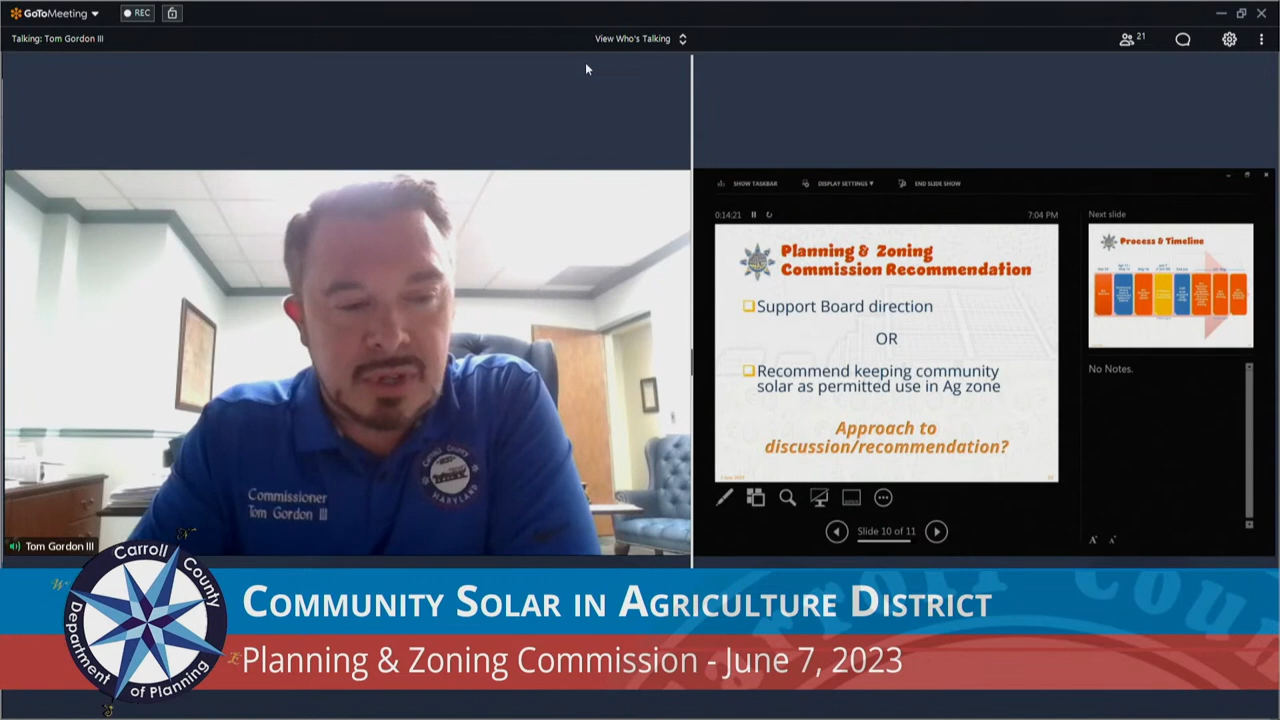 GoToMeeting
REC
Talking: Tom Gordon III
View Who's Talking
21
SHOW TASKBAR
DISPLAY SETTINGS
END SLIDE SHOW
0:14:21
7:04 PM
Next slide
Planning & Zoning
Commission Recommendation
Support Board direction
OR
Recommend keeping community
solar as permitted use in Ag zone
Approach to
discussion/recommendation?
Process & Timeline
No Notes.
Slide 10 of 11
Commissioner
Tom Gordon III
Carroll County
MARYLAND
Tom Gordon III
Carroll County
Department of Planning
COMMUNITY SOLAR IN AGRICULTURE DISTRICT
Planning & Zoning Commission - June 7, 2023